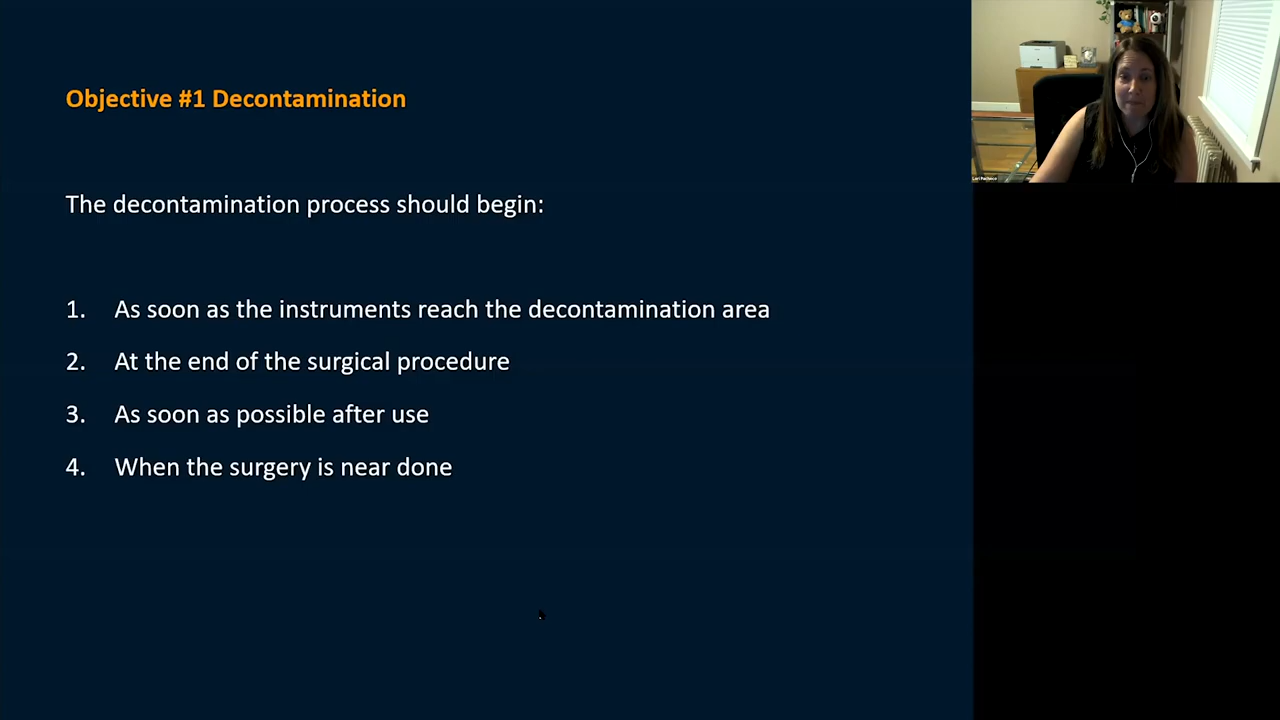 Objective #1 Decontamination
The decontamination process should begin:
1. As soon as the instruments reach the decontamination area
2. At the end of the surgical procedure
3. As soon as possible after use
4. When the surgery is near done
Lori Pacheco